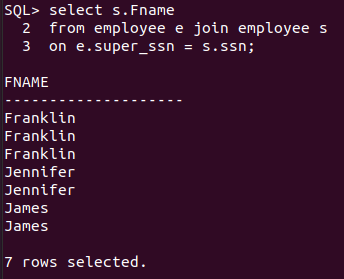 SQL> select s.Fname
2 from employee e join employee s
3 on e.super_ssn = s.ssn;
FNAME
--------------------
Franklin
Franklin
Franklin
Jennifer
Jennifer
James
James
7 rows selected.